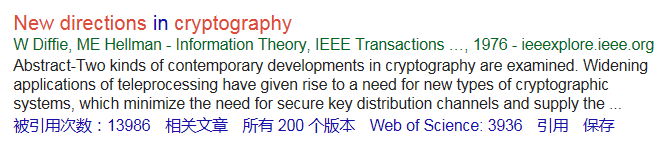 New directions in cryptography
W Diffie, ME Hellman - Information Theory, IEEE Transactions ..., 1976 - ieeexplore.ieee.org
Abstract-Two kinds of contemporary developments in cryptography are examined. Widening
applications of teleprocessing have given rise to a need for new types of cryptographic
systems, which minimize the need for secure key distribution channels and supply the ...
被引用次数：13986 相关文章 所有 200 个版本 Web of Science: 3936 引用 保存